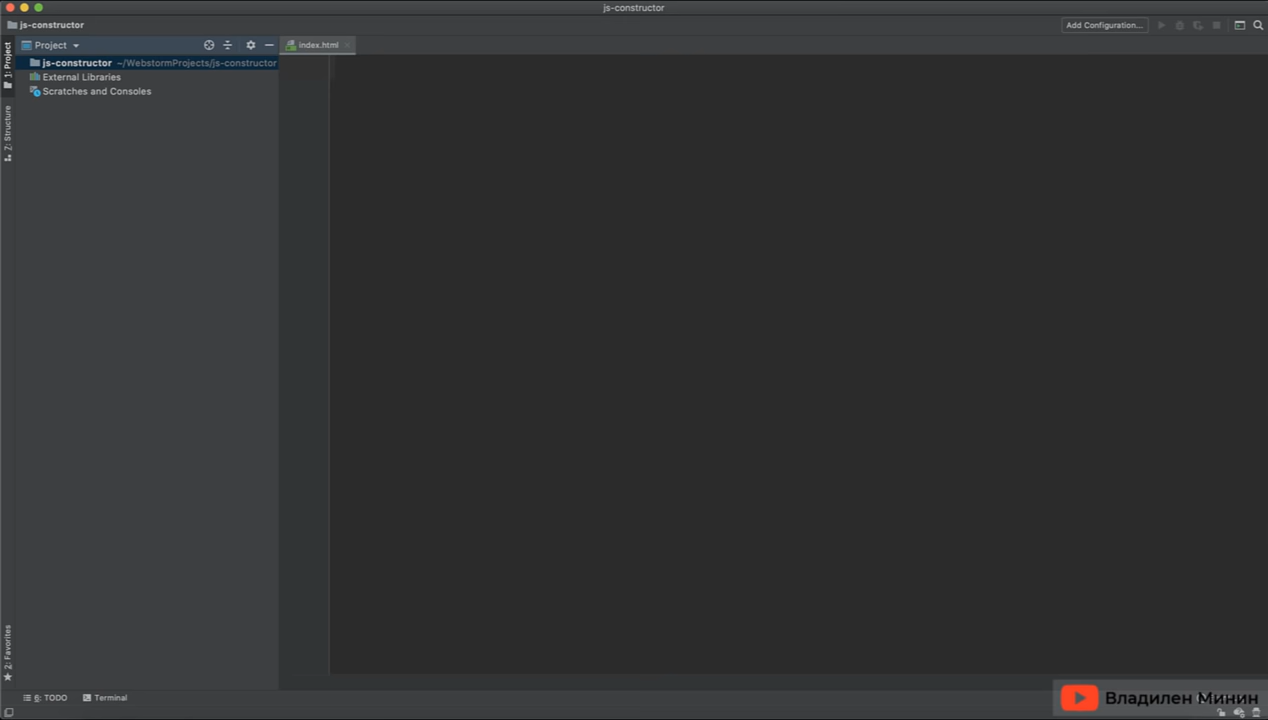 js-constructor
js-constructor
Add Configuration...
Project
index.html
1: Project
js-constructor ~/WebstormProjects/js-constructor
External Libraries
Scratches and Consoles
7: Structure
2: Favorites
6: TODO
Terminal
Владилен Минин